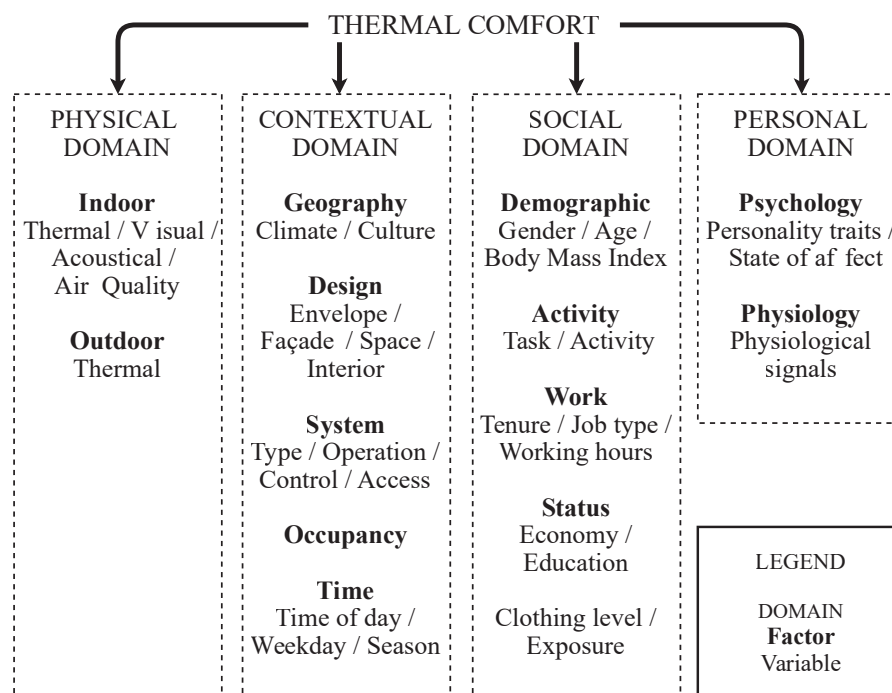 THERMAL COMFORT
PHYSICAL
DOMAIN
Indoor
Thermal / V isual /
Acoustical /
Air Quality
Outdoor
Thermal
CONTEXTUAL
DOMAIN
Geography
Climate / Culture
Design
Envelope /
Façade / Space /
Interior
System
Type / Operation /
Control / Access
Occupancy
Time
Time of day /
Weekday / Season
SOCIAL
DOMAIN
Demographic
Gender / Age /
Body Mass Index
Activity
Task / Activity
Work
Tenure / Job type /
Working hours
Status
Economy /
Education
Clothing level /
Exposure
PERSONAL
DOMAIN
Psychology
Personality traits /
State of af fect
Physiology
Physiological
signals
LEGEND
DOMAIN
Factor
Variable